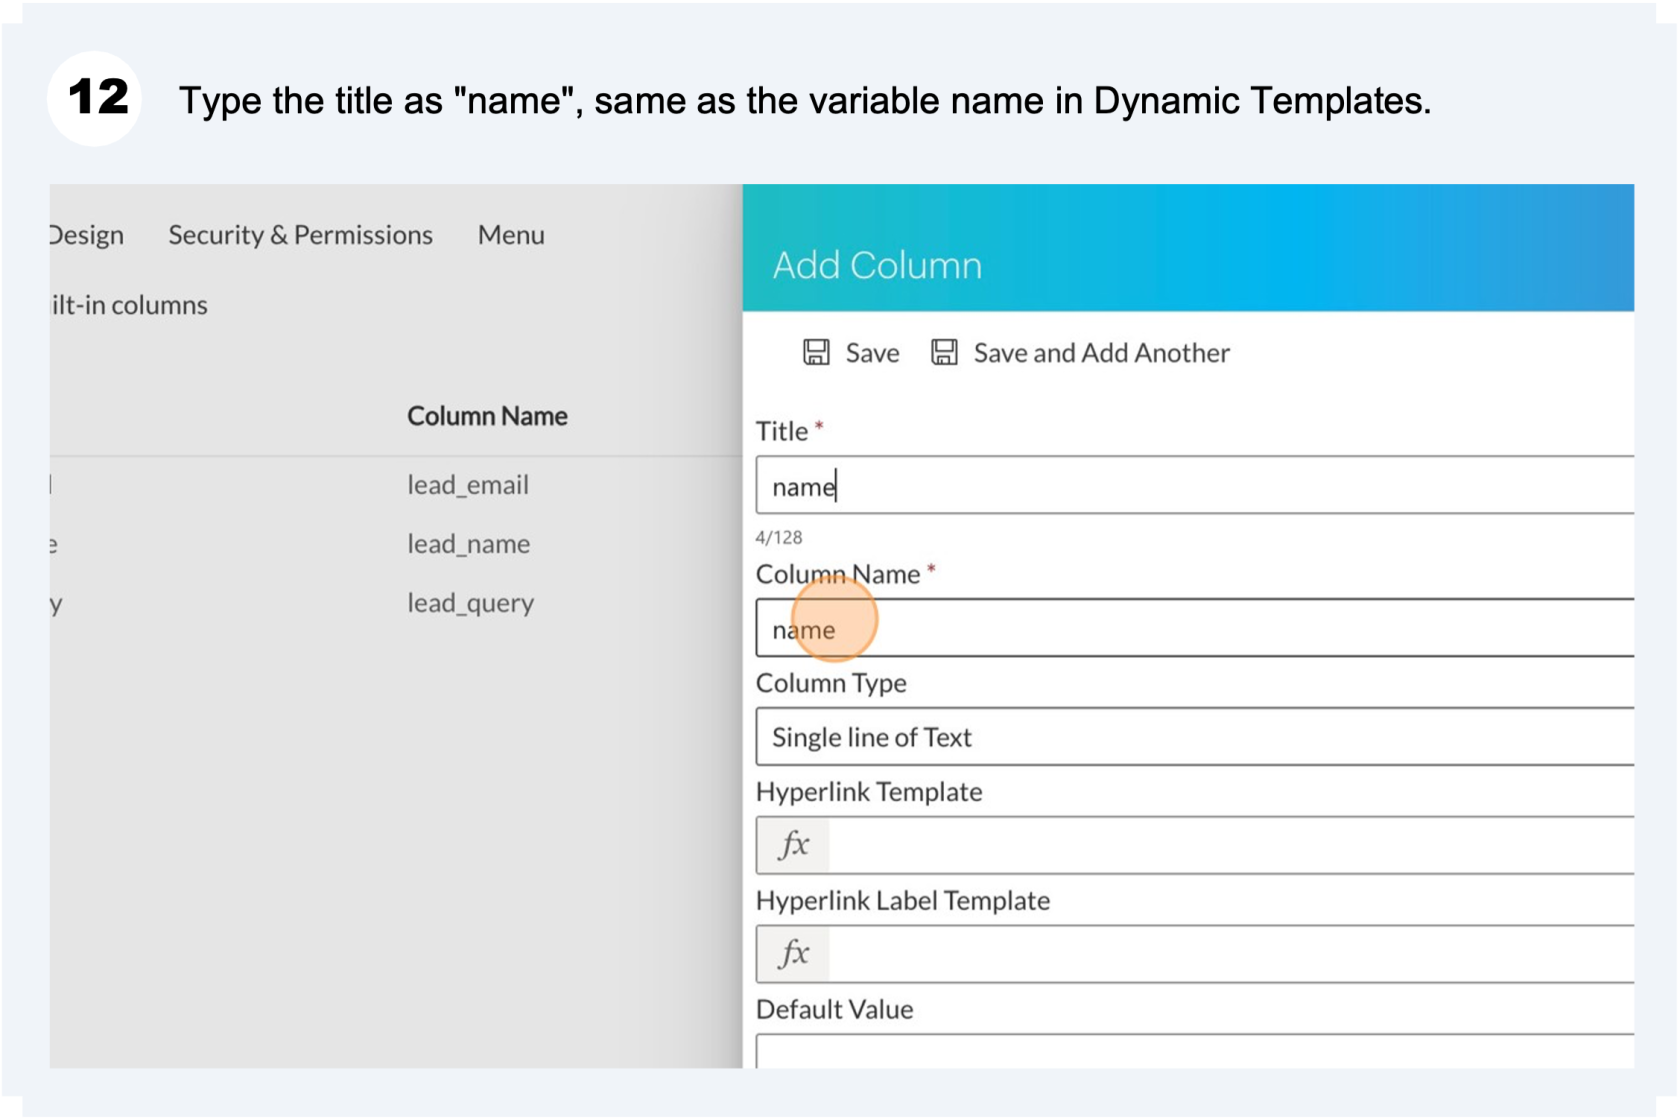 12 Type the title as "name", same as the variable name in Dynamic Templates.
Design Security & Permissions Menu
ilt-in columns
Column Name
lead_email
e lead_name
y lead_query
Add Column
Save Save and Add Another
Title *
name
4/128
Column Name *
name
Column Type
Single line of Text
Hyperlink Template
fx
Hyperlink Label Template
fx
Default Value